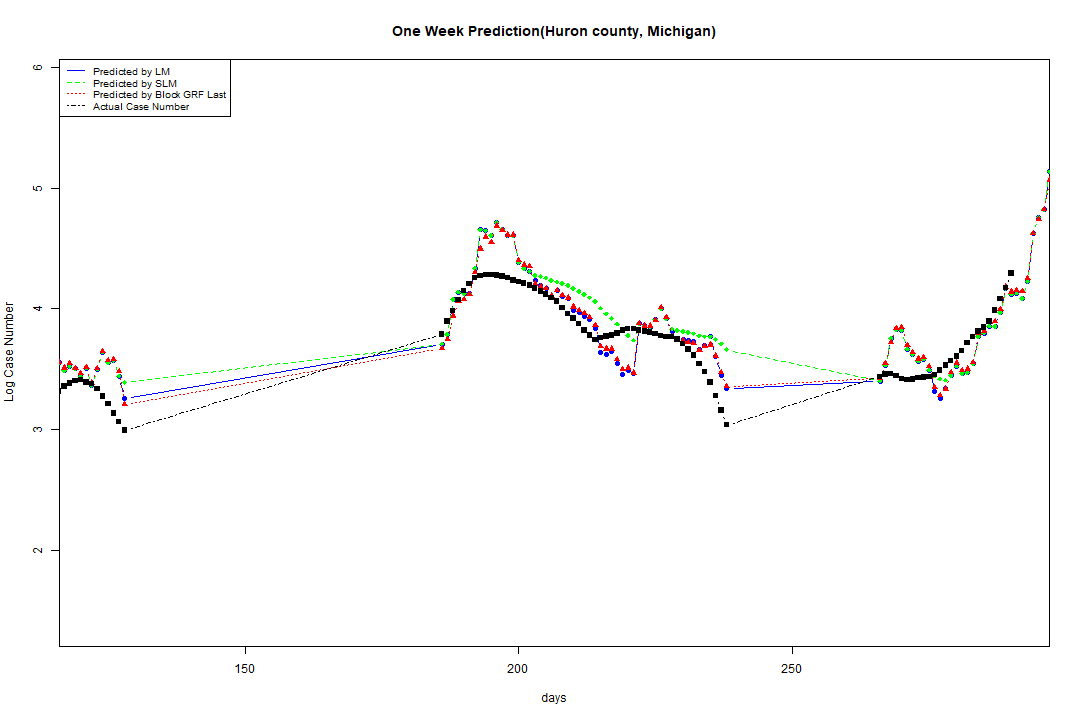 One Week Prediction(Huron county, Michigan)
Predicted by LM
Predicted by SLM
Predicted by Block GRF Last
Actual Case Number
6
5
4
3
2
Log Case Number
150
200
250
days